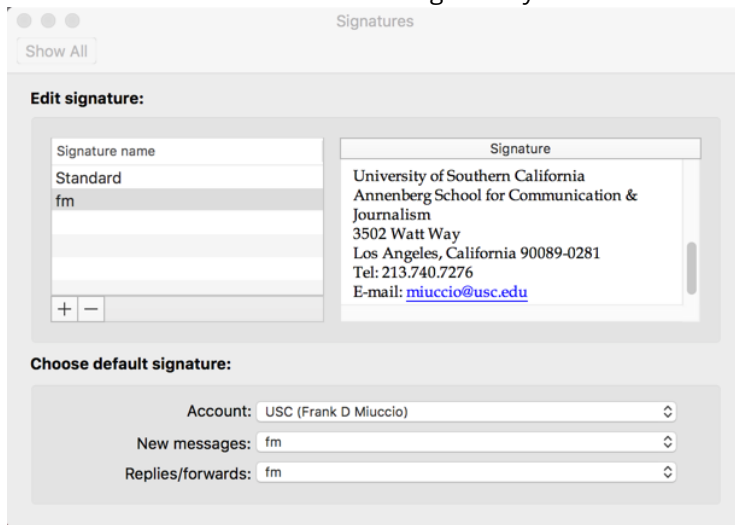 Signatures
Show All
Edit signature:
Signature name
Standard
fm
Signature
University of Southern California
Annenberg School for Communication &
Journalism
3502 Watt Way
Los Angeles, California 90089-0281
Tel: 213.740.7276
E-mail: miuccio@usc.edu
+ −
Choose default signature:
Account: USC (Frank D Miuccio)
New messages: fm
Replies/forwards: fm